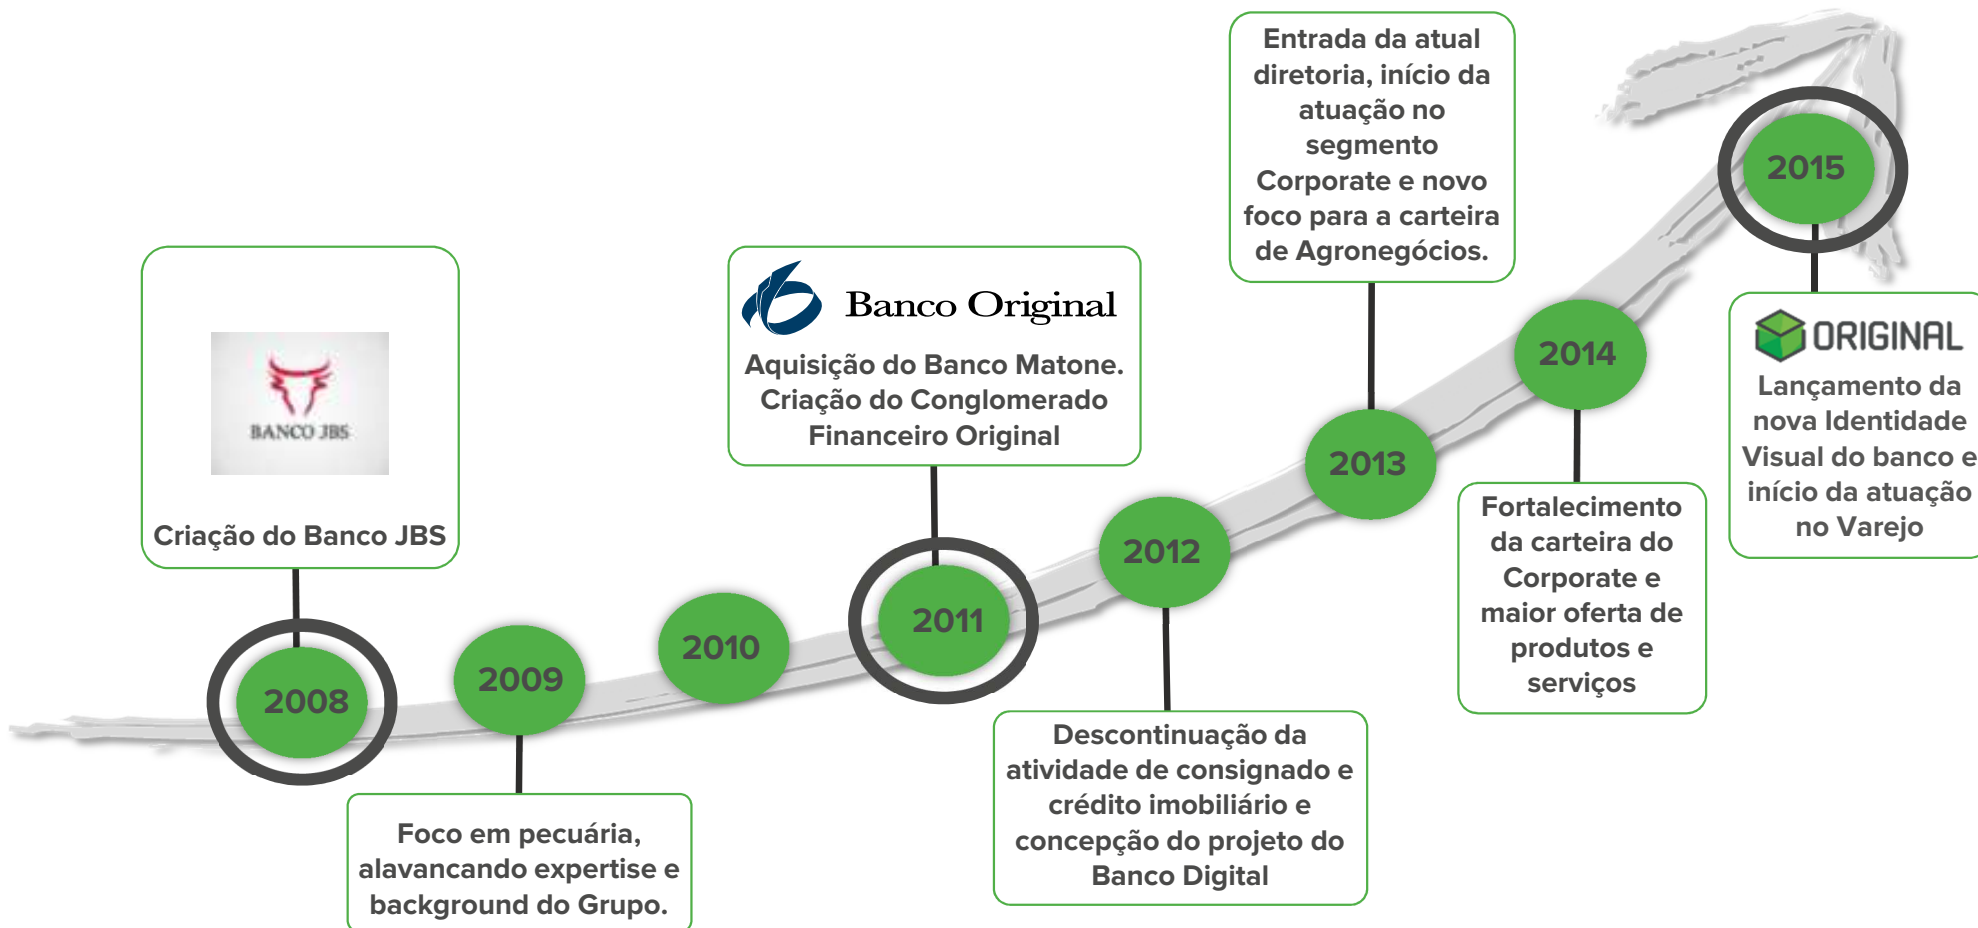 Criação do Banco JBS
BANCO JBS
2008
2009
Foco em pecuária,
alavancando expertise e
background do Grupo.
2010
Banco Original
Aquisição do Banco Matone.
Criação do Conglomerado
Financeiro Original
2011
2012
Descontinuação da
atividade de consignado e
crédito imobiliário e
concepção do projeto do
Banco Digital
Entrada da atual
diretoria, início da
atuação no
segmento
Corporate e novo
foco para a carteira
de Agronegócios.
2013
2014
Fortalecimento
da carteira do
Corporate e
maior oferta de
produtos e
serviços
2015
ORIGINAL
Lançamento da
nova Identidade
Visual do banco e
início da atuação
no Varejo